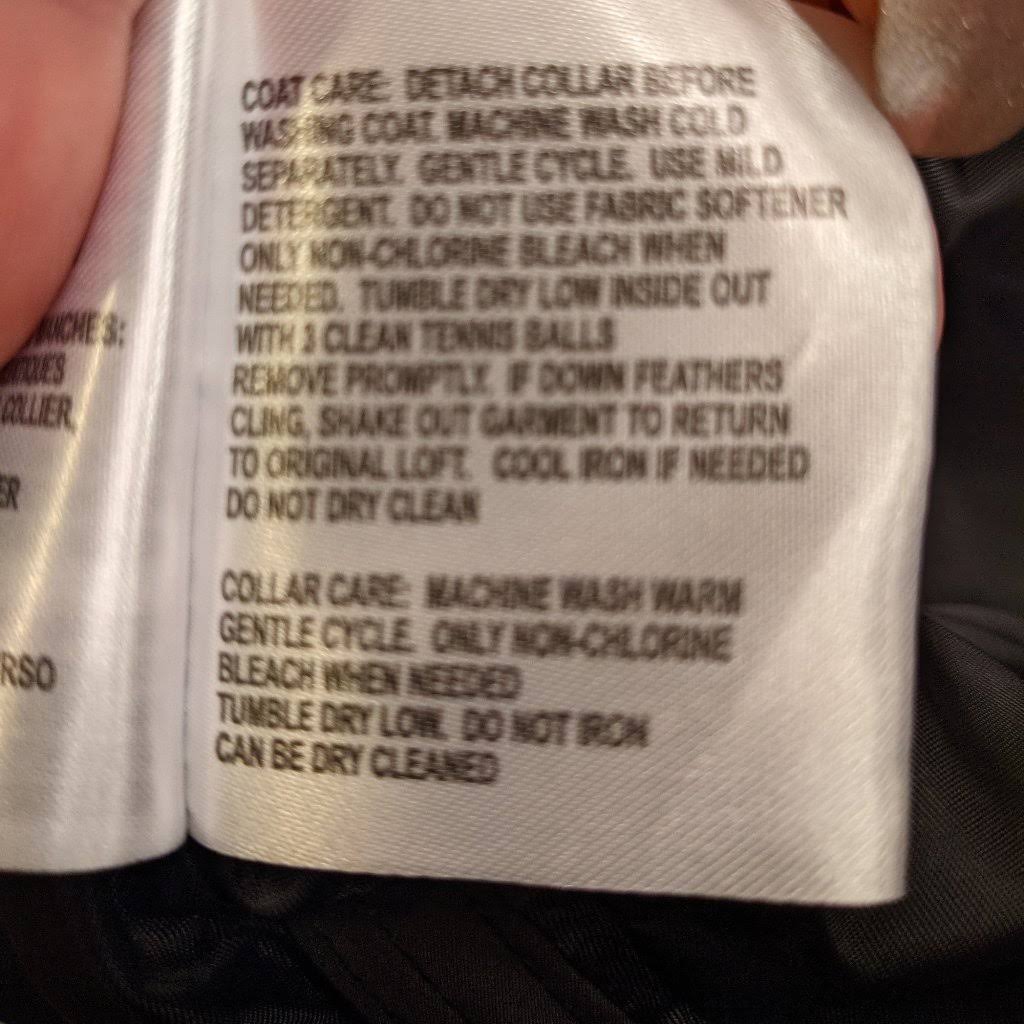 COAT CARE: DETACH COLLAR BEFORE
WASHING COAT. MACHINE WASH COLD
SEPARATELY. GENTLE CYCLE. USE MILD
DETERGENT. DO NOT USE FABRIC SOFTENER
ONLY NON-CHLORINE BLEACH WHEN
NEEDED. TUMBLE DRY LOW INSIDE OUT
WITH 3 CLEAN TENNIS BALLS
REMOVE PROMPTLY. IF DOWN FEATHERS
CLING, SHAKE OUT GARMENT TO RETURN
TO ORIGINAL LOFT. COOL IRON IF NEEDED
DO NOT DRY CLEAN
COLLAR CARE: MACHINE WASH WARM
GENTLE CYCLE. ONLY NON-CHLORINE
BLEACH WHEN NEEDED
TUMBLE DRY LOW. DO NOT IRON
CAN BE DRY CLEANED
COLLIER,
ER
RSO